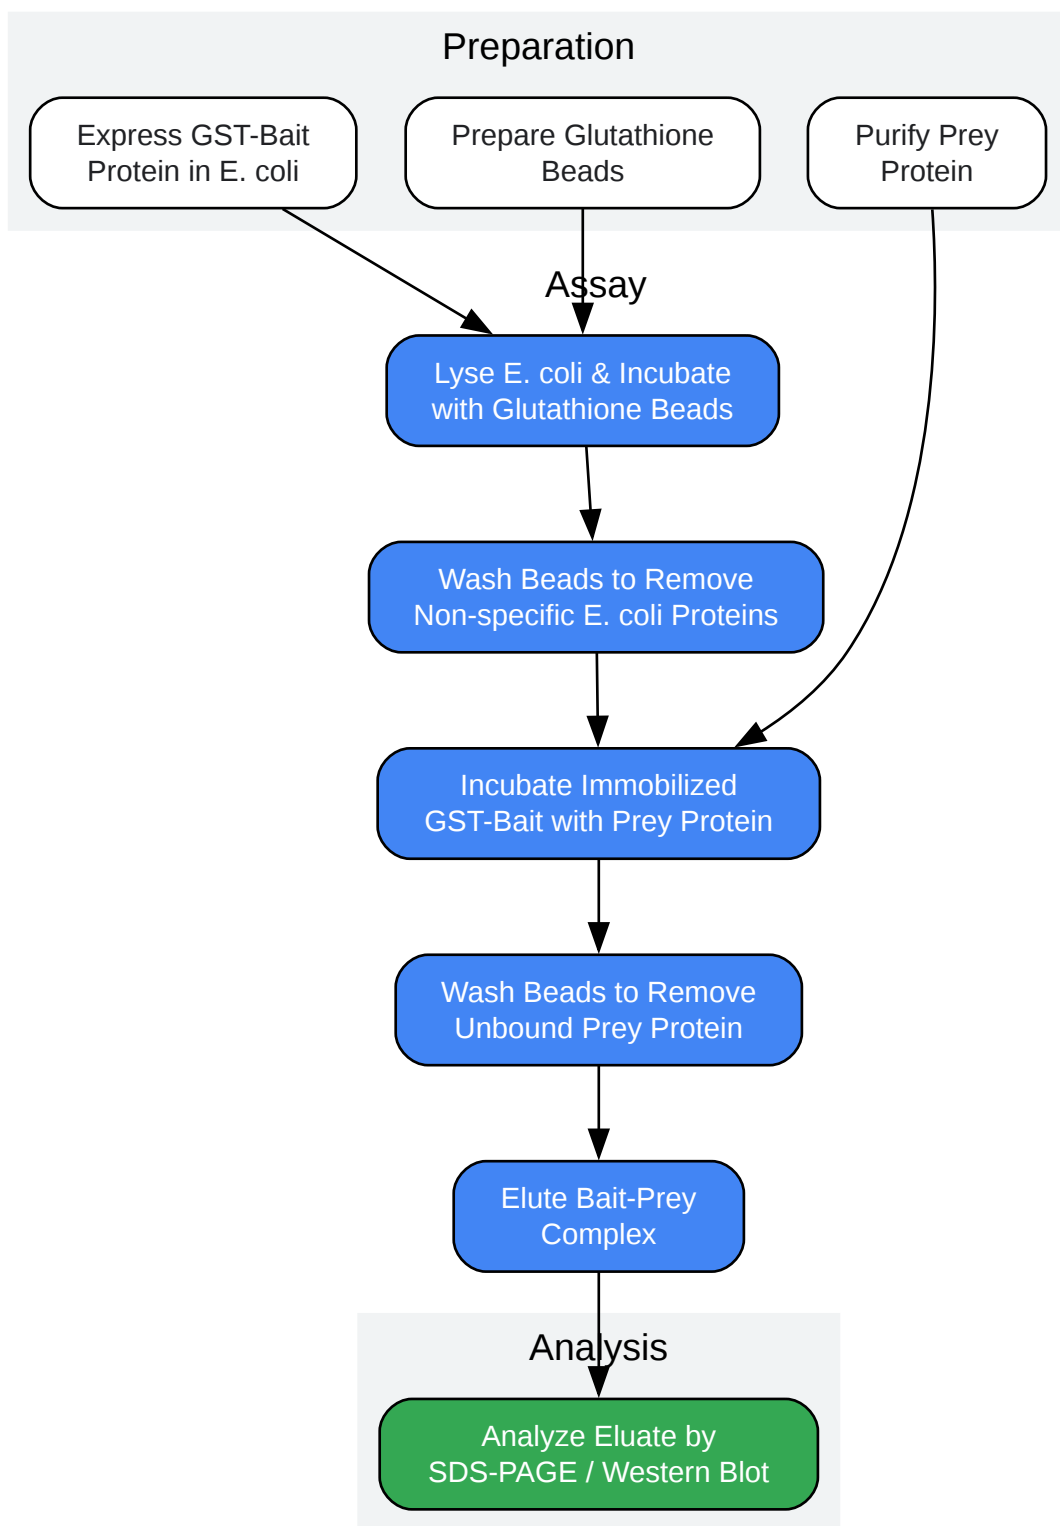 Preparation
Express GST-Bait
Protein in E. coli
Prepare Glutathione
Beads
Purify Prey
Protein
Assay
Lyse E. coli & Incubate
with Glutathione Beads
Wash Beads to Remove
Non-specific E. coli Proteins
Incubate Immobilized
GST-Bait with Prey Protein
Wash Beads to Remove
Unbound Prey Protein
Elute Bait-Prey
Complex
Analysis
Analyze Eluate by
SDS-PAGE / Western Blot